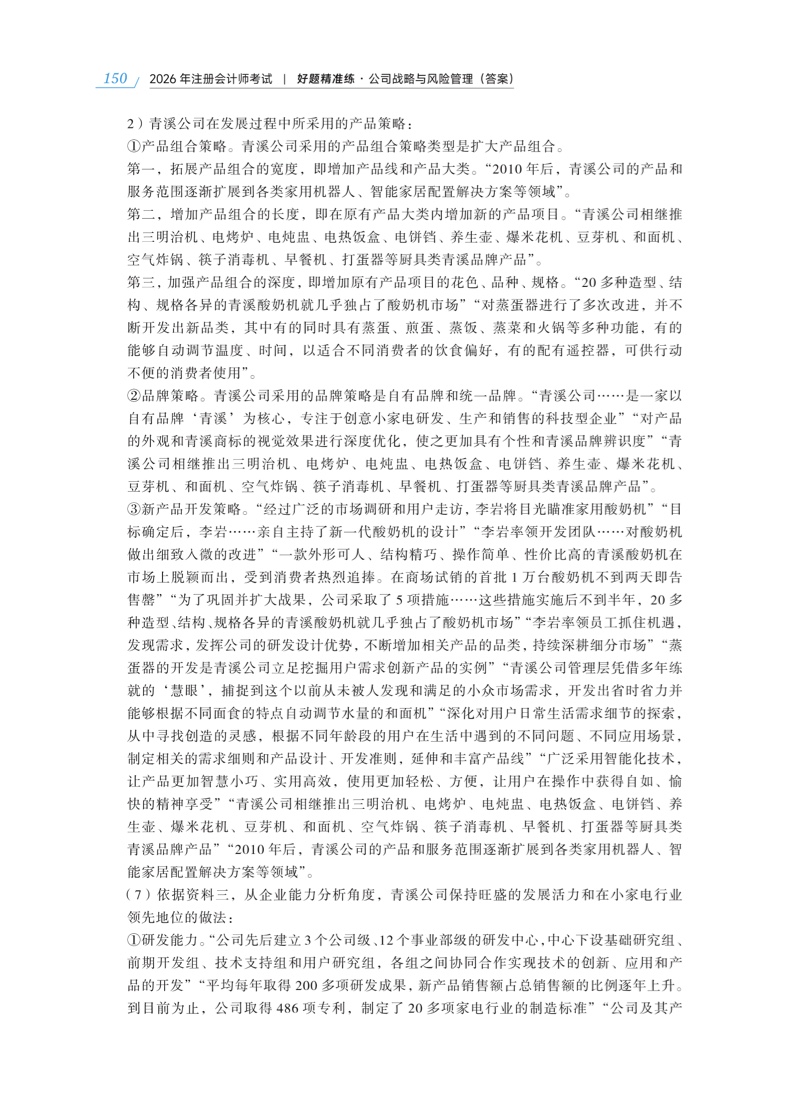 150 2026 年注册会计师考试 | 好题精准练 · 公司战略与风险管理（答案）
2）青溪公司在发展过程中所采用的产品策略：
①产品组合策略。青溪公司采用的产品组合策略类型是扩大产品组合。
第一，拓展产品组合的宽度，即增加产品线和产品大类。“2010 年后，青溪公司的产品和
服务范围逐渐扩展到各类家用机器人、智能家居配置解决方案等领域”。
第二，增加产品组合的长度，即在原有产品大类内增加新的产品项目。“青溪公司相继推
出三明治机、电烤炉、电炖盅、电热饭盒、电饼铛、养生壶、爆米花机、豆芽机、和面机、
空气炸锅、筷子消毒机、早餐机、打蛋器等厨具类青溪品牌产品”。
第三，加强产品组合的深度，即增加原有产品项目的花色、品种、规格。“20 多种造型、结
构、规格各异的青溪酸奶机就几乎独占了酸奶机市场”“对蒸蛋器进行了多次改进，并不
断开发出新品类，其中有的同时具有蒸蛋、煎蛋、蒸饭、蒸菜和火锅等多种功能，有的
能够自动调节温度、时间，以适合不同消费者的饮食偏好，有的配有遥控器，可供行动
不便的消费者使用”。
②品牌策略。青溪公司采用的品牌策略是自有品牌和统一品牌。“青溪公司……是一家以
自有品牌‘青溪’为核心，专注于创意小家电研发、生产和销售的科技型企业”“对产品
的外观和青溪商标的视觉效果进行深度优化，使之更加具有个性和青溪品牌辨识度”“青
溪公司相继推出三明治机、电烤炉、电炖盅、电热饭盒、电饼铛、养生壶、爆米花机、
豆芽机、和面机、空气炸锅、筷子消毒机、早餐机、打蛋器等厨具类青溪品牌产品”。
③新产品开发策略。“经过广泛的市场调研和用户走访，李岩将目光瞄准家用酸奶机”“目
标确定后，李岩……亲自主持了新一代酸奶机的设计”“李岩率领开发团队……对酸奶机
做出细致入微的改进”“一款外形可人、结构精巧、操作简单、性价比高的青溪酸奶机在
市场上脱颖而出，受到消费者热烈追捧。在商场试销的首批 1 万台酸奶机不到两天即告
售罄”“为了巩固并扩大战果，公司采取了 5 项措施……这些措施实施后不到半年，20 多
种造型、结构、规格各异的青溪酸奶机就几乎独占了酸奶机市场”“李岩率领员工抓住机遇，
发现需求，发挥公司的研发设计优势，不断增加相关产品的品类，持续深耕细分市场”“蒸
蛋器的开发是青溪公司立足挖掘用户需求创新产品的实例”“青溪公司管理层凭借多年练
就的‘慧眼’，捕捉到这个以前从未被人发现和满足的小众市场需求，开发出省时省力并
能够根据不同面食的特点自动调节水量的和面机”“深化对用户日常生活需求细节的探索，
从中寻找创造的灵感，根据不同年龄段的用户在生活中遇到的不同问题、不同应用场景，
制定相关的需求细则和产品设计、开发准则，延伸和丰富产品线”“广泛采用智能化技术，
让产品更加智慧小巧、实用高效，使用更加轻松、方便，让用户在操作中获得自如、愉
快的精神享受”“青溪公司相继推出三明治机、电烤炉、电炖盅、电热饭盒、电饼铛、养
生壶、爆米花机、豆芽机、和面机、空气炸锅、筷子消毒机、早餐机、打蛋器等厨具类
青溪品牌产品”“2010 年后，青溪公司的产品和服务范围逐渐扩展到各类家用机器人、智
能家居配置解决方案等领域”。
（7）依据资料三，从企业能力分析角度，青溪公司保持旺盛的发展活力和在小家电行业
领先地位的做法：
①研发能力。“公司先后建立 3 个公司级、12 个事业部级的研发中心，中心下设基础研究组、
前期开发组、技术支持组和用户研究组，各组之间协同合作实现技术的创新、应用和产
品的开发”“平均每年取得 200 多项研发成果，新产品销售额占总销售额的比例逐年上升。
到目前为止，公司取得 486 项专利，制定了 20 多项家电行业的制造标准”“公司及其产